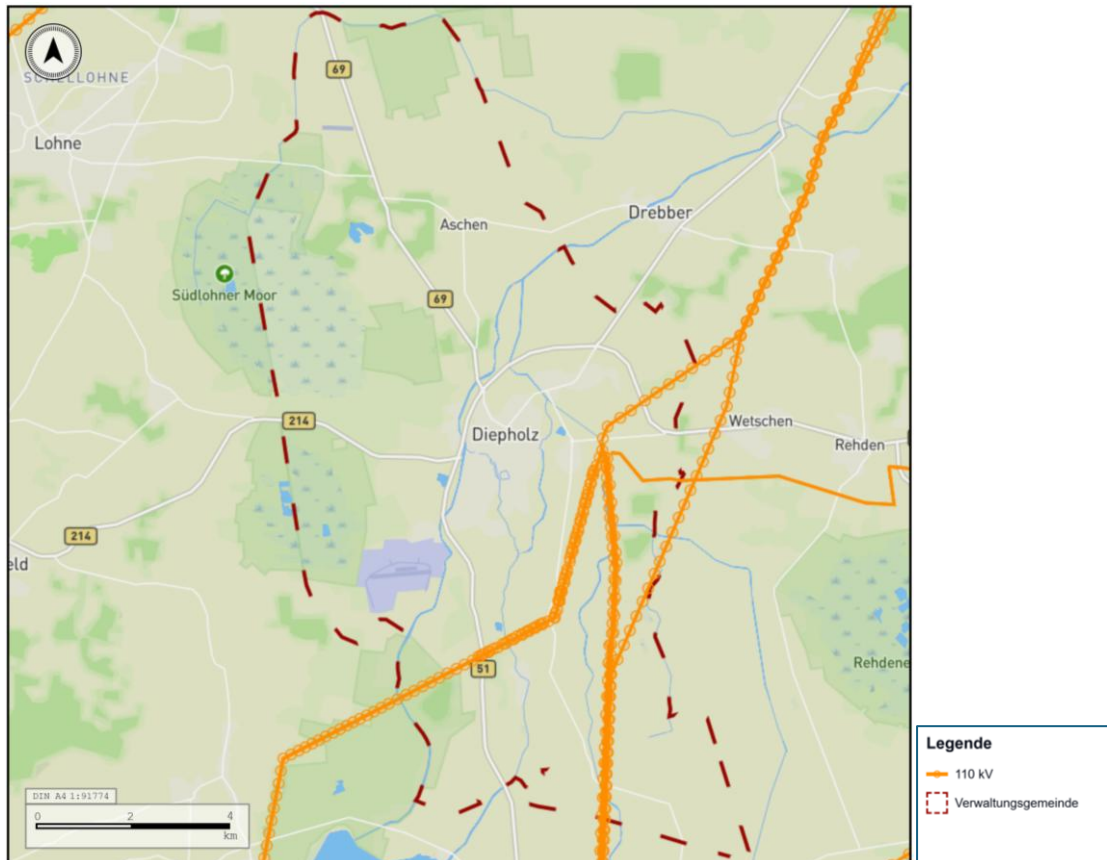 SCHELLOHNE
69
Lohne
Drebber
Aschen
Südlohner Moor
69
214
Wetschen
Diepholz
Rehden
214
eld
51
Rehdene
DIN A4 1:91774
0 2 4
km
Legende
110 kV
Verwaltungsgemeinde